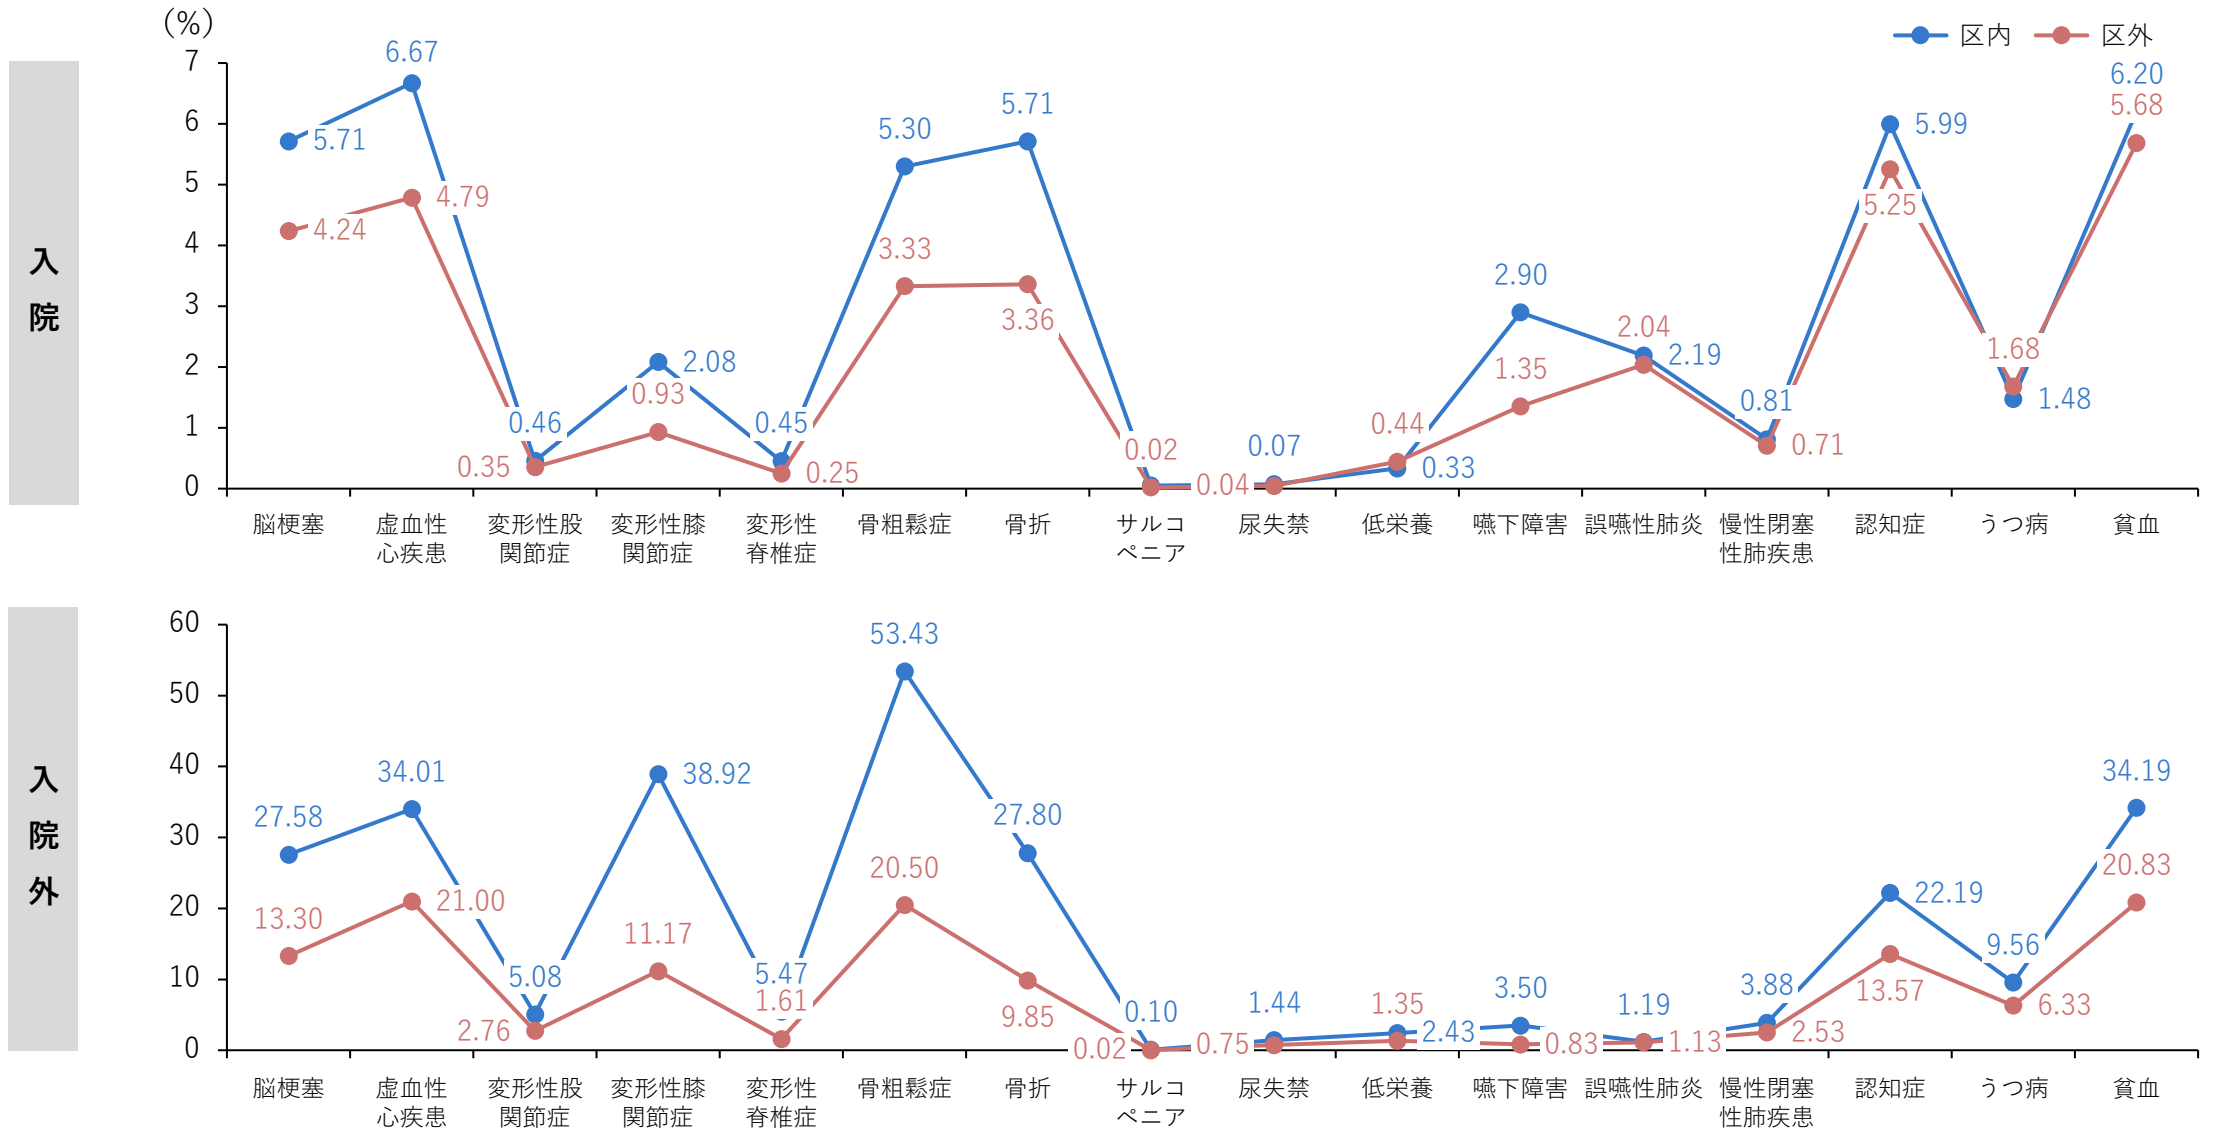 (%)
区内 区外
入院
7
6
5
4
3
2
1
0
5.71 6.67 0.46 2.08 0.45 5.30 5.71 0.07 0.33 2.90 2.19 0.81 5.99 1.48 6.20
4.24 4.79 0.35 0.93 0.25 3.33 3.36 0.02 0.04 0.44 1.35 2.04 0.71 5.25 1.68 5.68
脳梗塞 虚血性心疾患 変形性股関節症 変形性膝関節症 変形性脊椎症 骨粗鬆症 骨折 サルコペニア 尿失禁 低栄養 嚥下障害 誤嚥性肺炎 慢性閉塞性肺疾患 認知症 うつ病 貧血
入院外
60
50
40
30
20
10
0
27.58 34.01 5.08 38.92 5.47 53.43 27.80 0.10 1.44 2.43 3.50 1.19 3.88 22.19 9.56 34.19
13.30 21.00 2.76 11.17 1.61 20.50 9.85 0.02 0.75 1.35 0.83 1.13 2.53 13.57 6.33 20.83
脳梗塞 虚血性心疾患 変形性股関節症 変形性膝関節症 変形性脊椎症 骨粗鬆症 骨折 サルコペニア 尿失禁 低栄養 嚥下障害 誤嚥性肺炎 慢性閉塞性肺疾患 認知症 うつ病 貧血